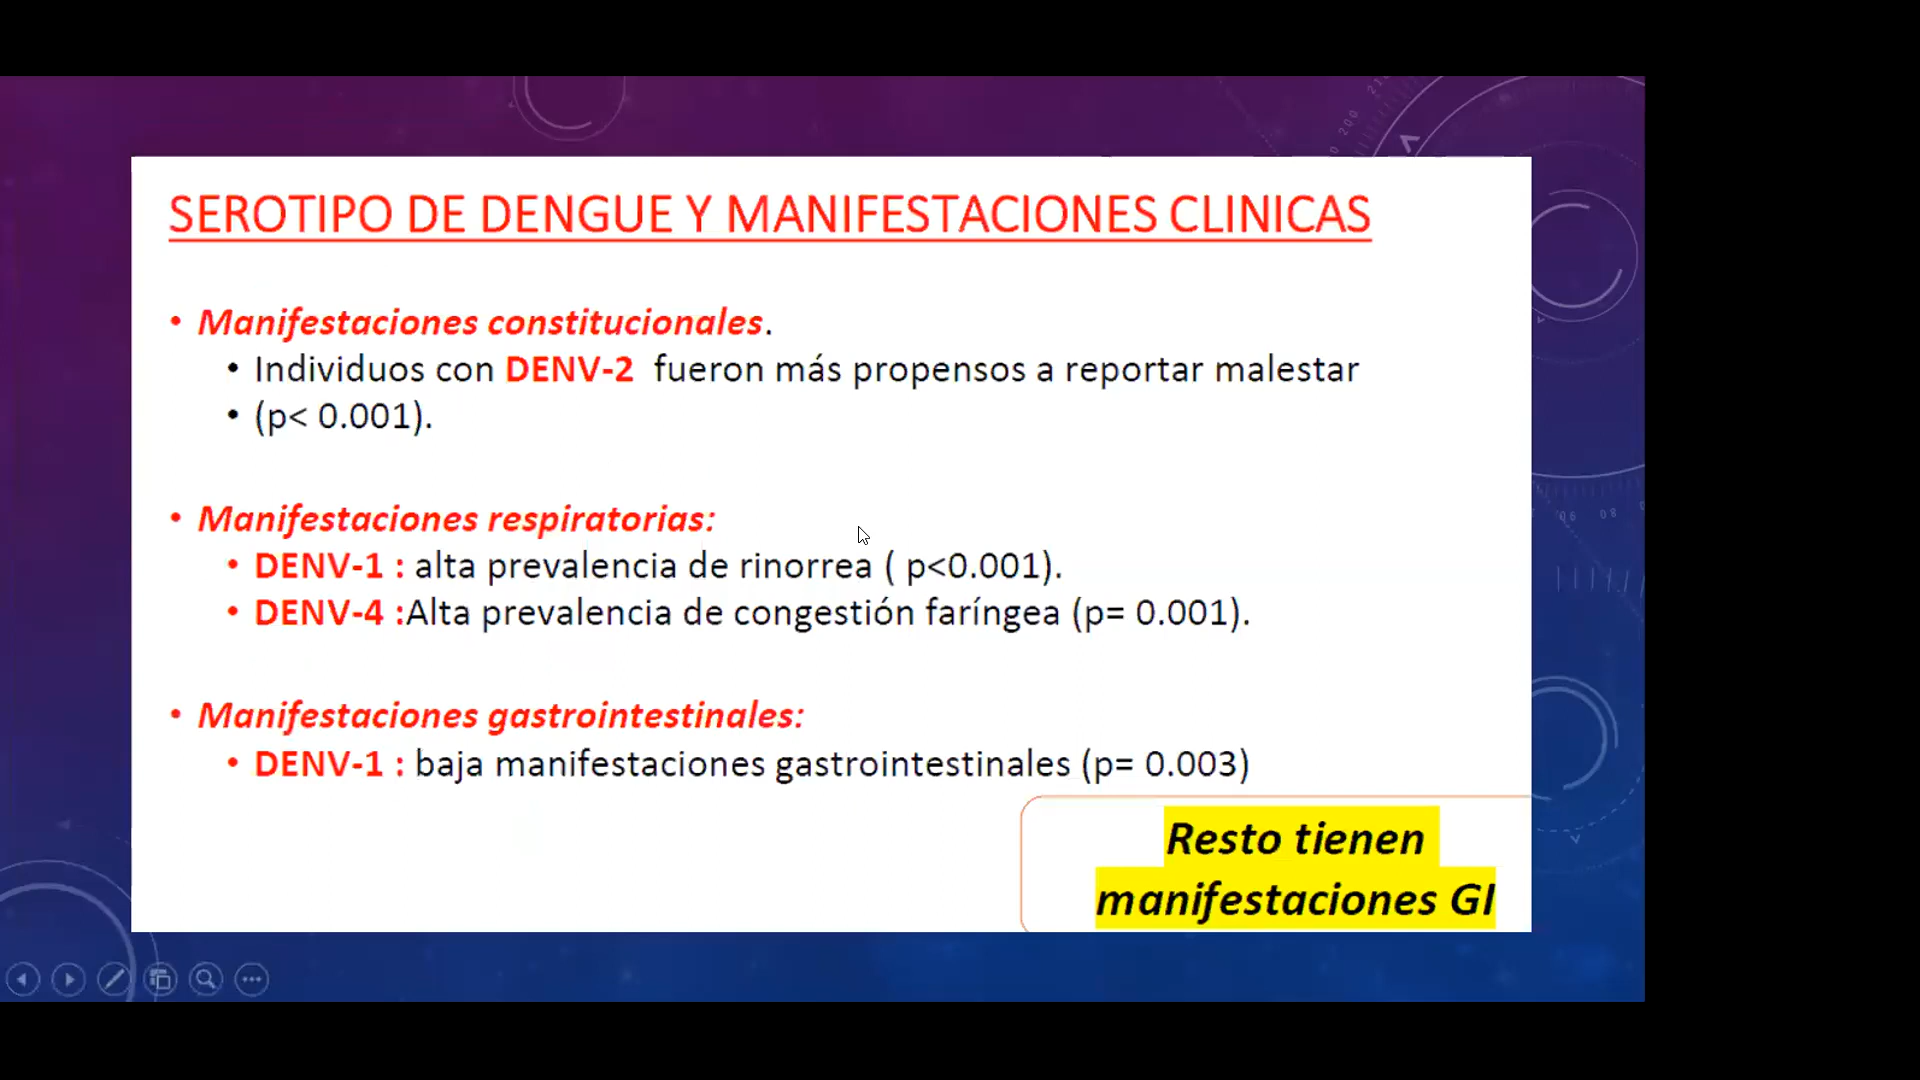 SEROTIPO DE DENGUE Y MANIFESTACIONES CLINICAS
• Manifestaciones constitucionales.
• Individuos con DENV-2 fueron más propensos a reportar malestar
• (p< 0.001).
• Manifestaciones respiratorias:
• DENV-1 : alta prevalencia de rinorrea ( p<0.001).
• DENV-4 :Alta prevalencia de congestión faríngea (p= 0.001).
• Manifestaciones gastrointestinales:
• DENV-1 : baja manifestaciones gastrointestinales (p= 0.003)
Resto tienen
manifestaciones GI